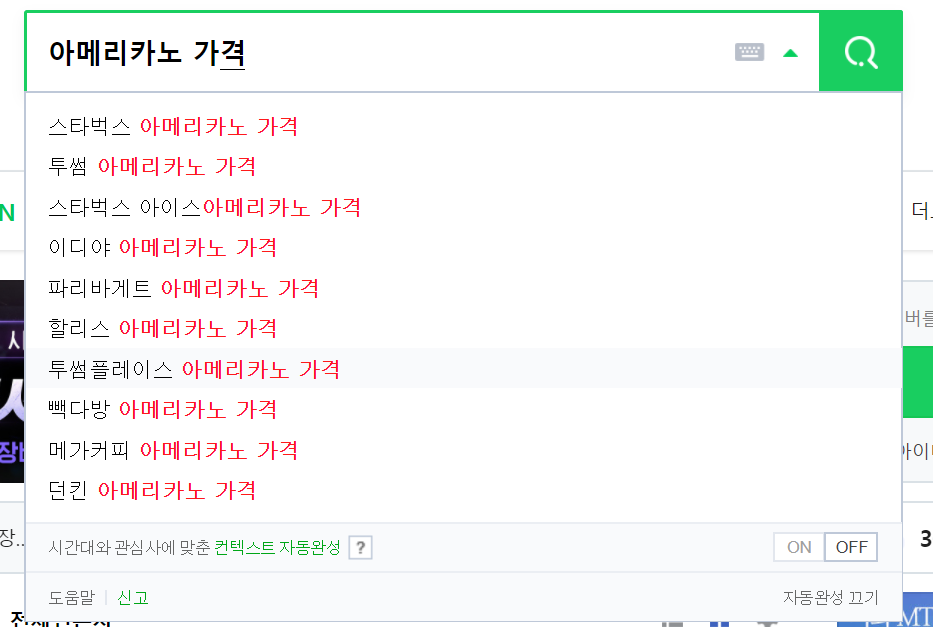 아메리카노 가격
스타벅스 아메리카노 가격
투썸 아메리카노 가격
스타벅스 아이스아메리카노 가격
N
더..
이디야 아메리카노 가격
파리바게트 아메리카노 가격
할리스 아메리카노 가격
투썸플레이스 아메리카노 가격
빽다방 아메리카노 가격
메가커피 아메리카노 가격
던킨 아메리카노 가격
시간대와 관심사에 맞춘 컨텍스트 자동완성 ?
ON OFF
장..
3
도움말 신고
자동완성 끄기
MT